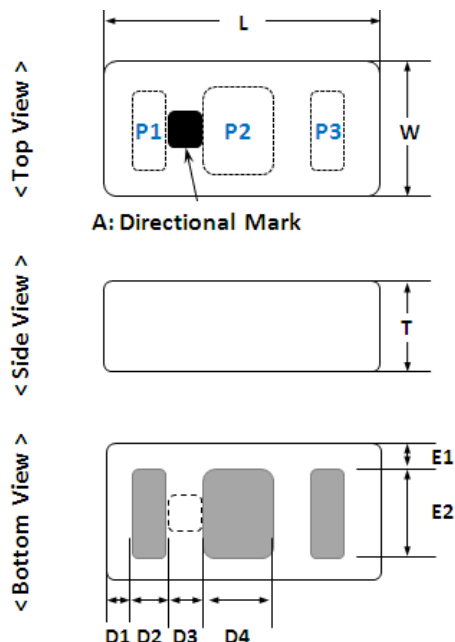 L
< Top View >
P1
P2
P3
W
A: Directional Mark
< Side View >
T
< Bottom View >
E1
E2
D1 D2 D3 D4